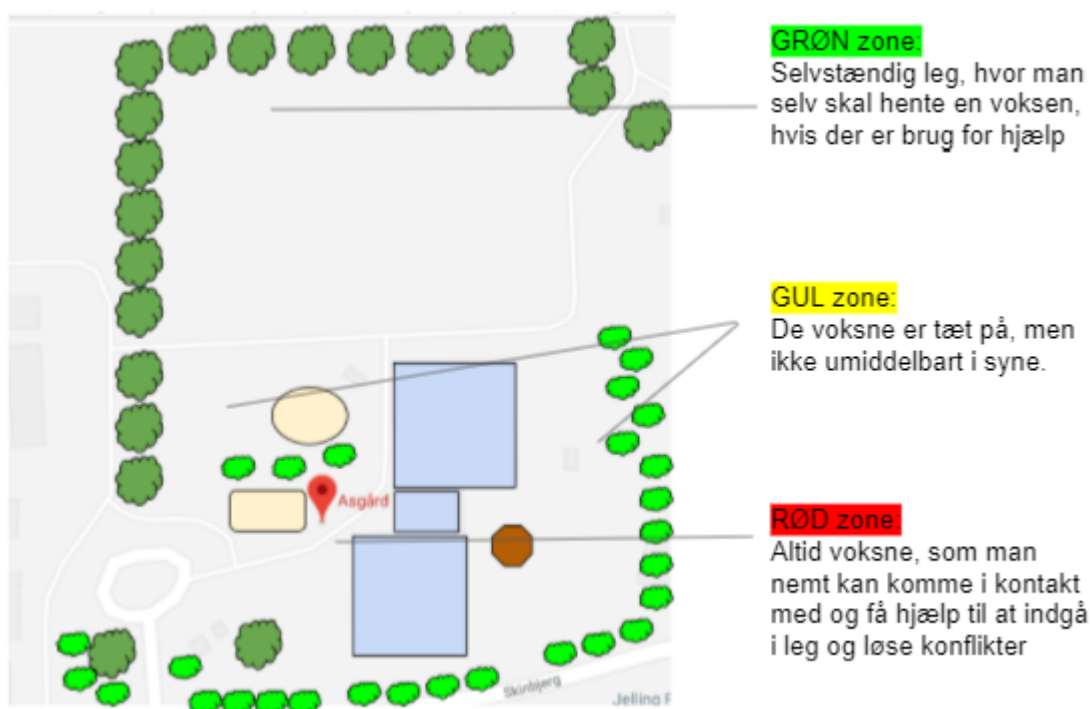 GRØN zone:
Selvstændig leg, hvor man
selv skal hente en voksen,
hvis der er brug for hjælp
GUL zone:
De voksne er tæt på, men
ikke umiddelbart i syne.
Asgård
RØD zone:
Altid voksne, som man
nemt kan komme i kontakt
med og få hjælp til at indgå
i leg og løse konflikter
Skinbjerg
Jelling F